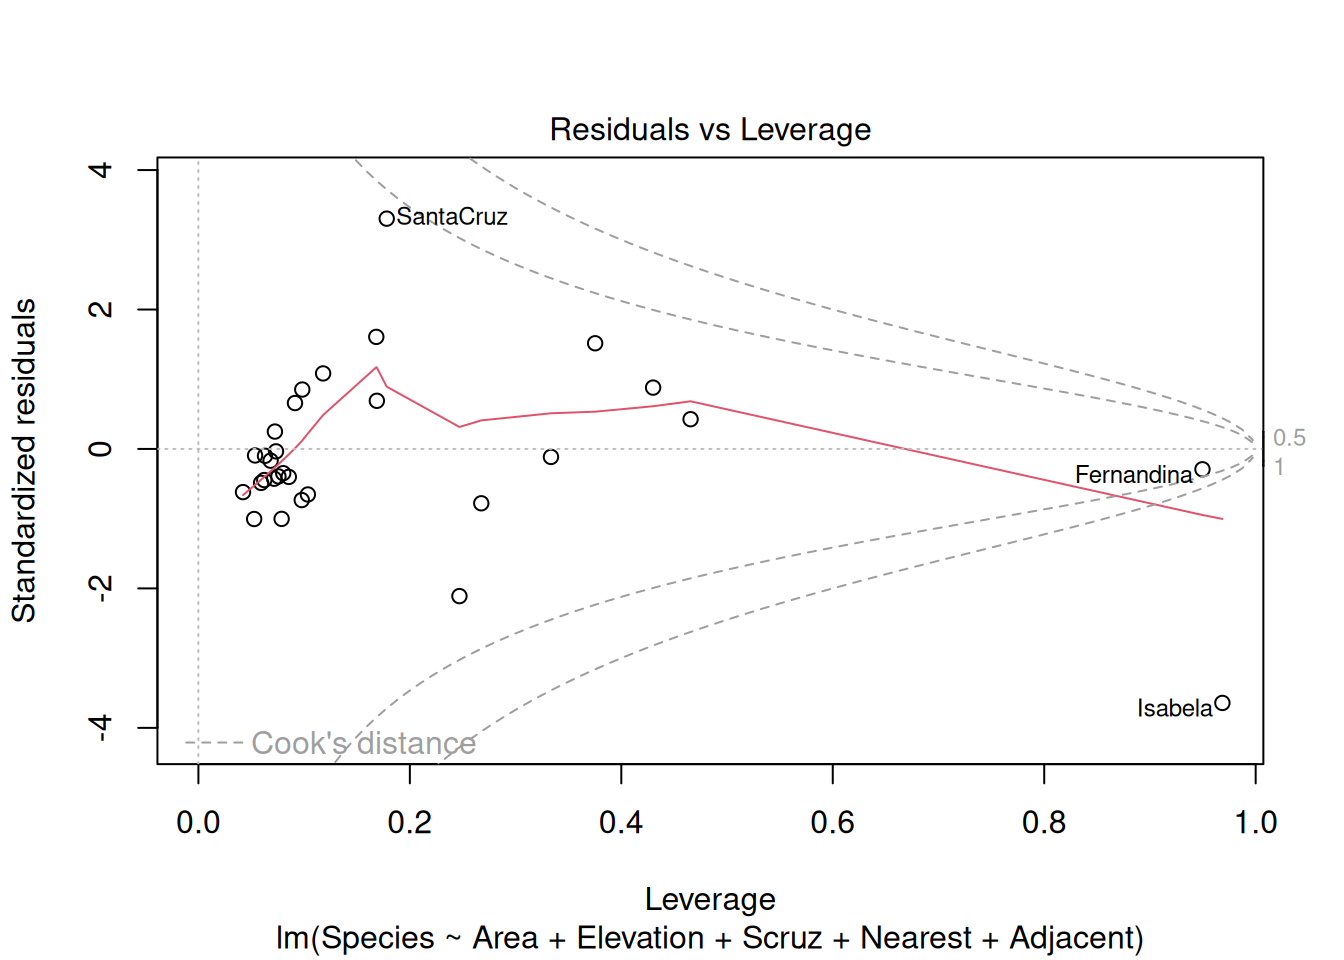 Residuals vs Leverage
Standardized residuals
4
2
0
-2
-4
SantaCruz
0.5
1
Fernandina
Isabela
Cook's distance
0.0 0.2 0.4 0.6 0.8 1.0
Leverage
lm(Species ~ Area + Elevation + Scruz + Nearest + Adjacent)